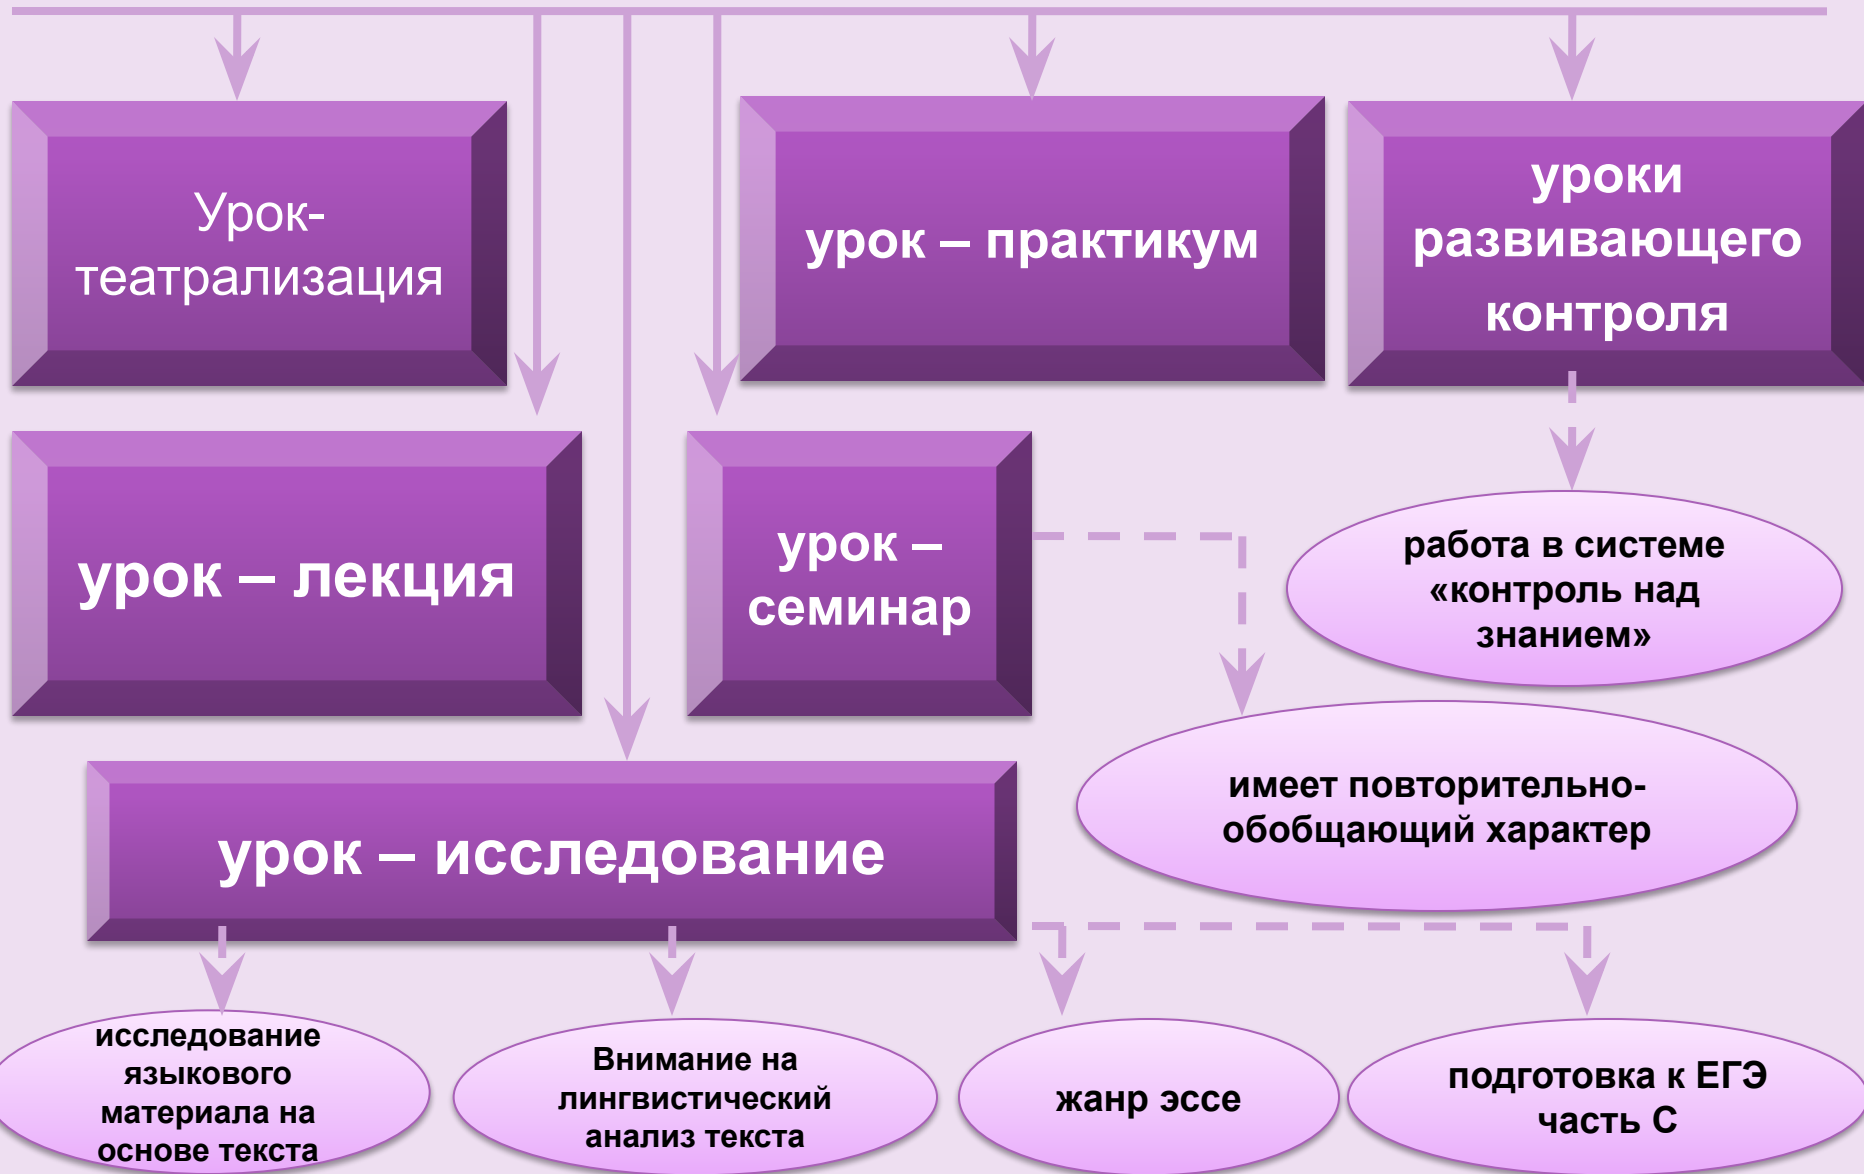 Урок-
театрализация
урок – практикум
уроки
развивающего
контроля
урок – лекция
урок –
семинар
работа в системе
«контроль над
знанием»
имеет повторительно-
обобщающий характер
урок – исследование
исследование
языкового
материала на
основе текста
Внимание на
лингвистический
анализ текста
жанр эссе
подготовка к ЕГЭ
часть С